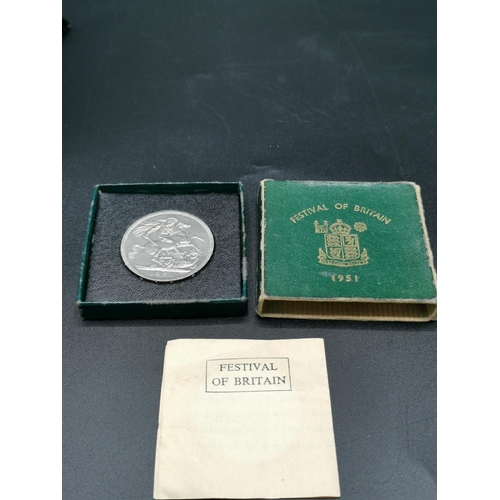 FESTIVAL OF BRITAIN
1951
FESTIVAL
OF BRITAIN